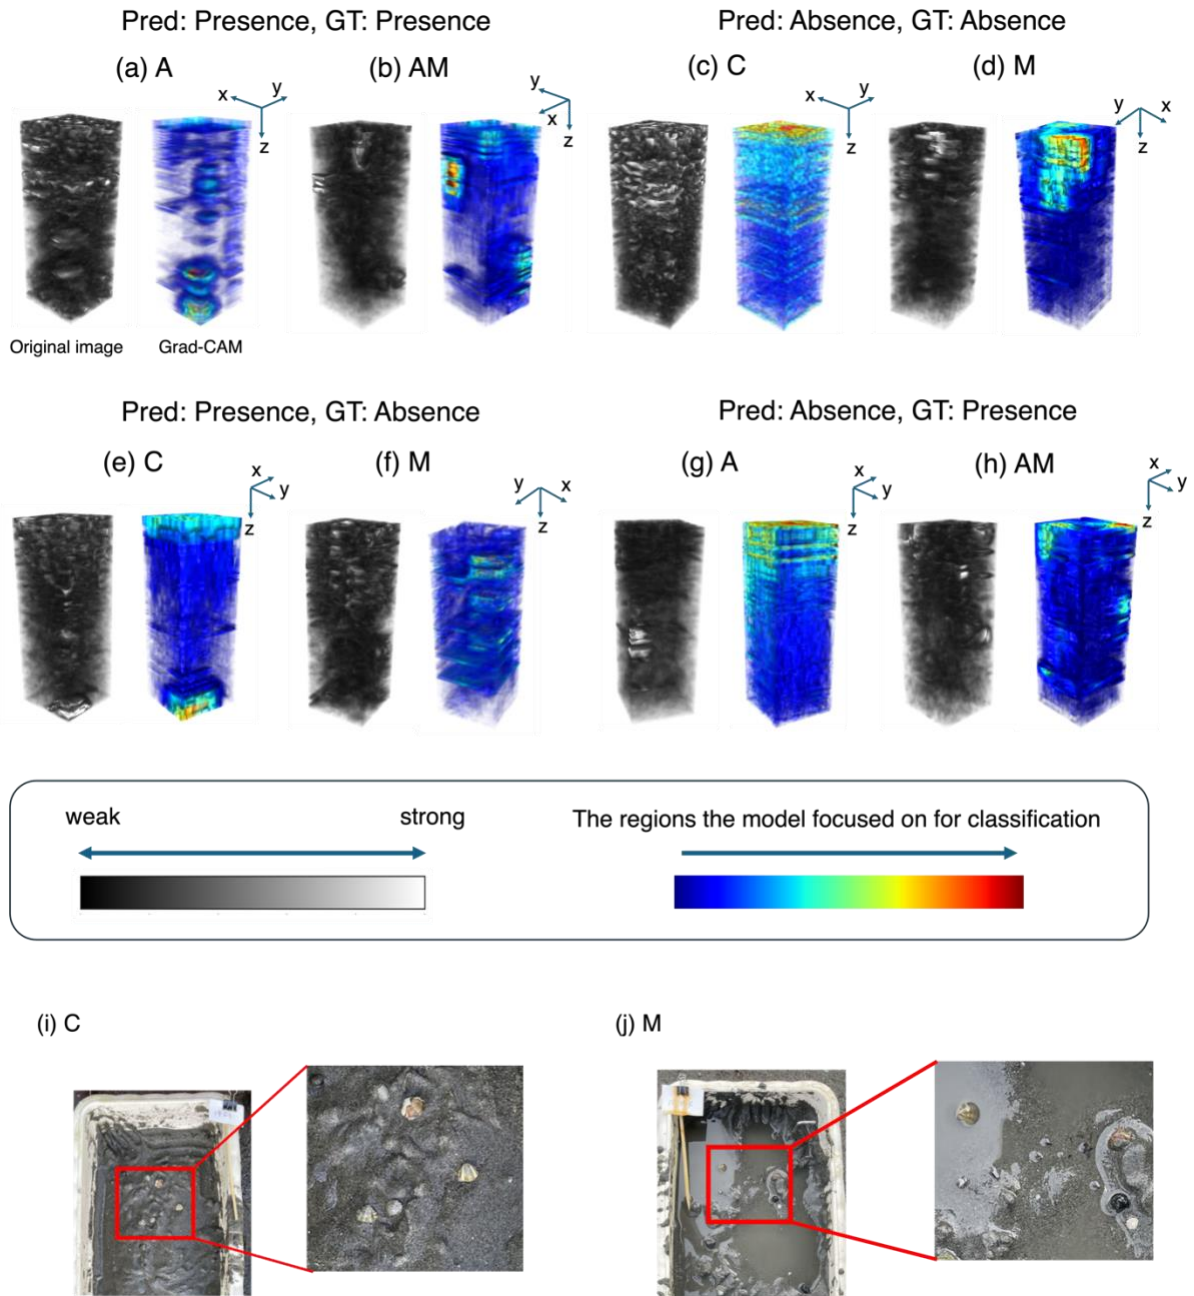 Pred: Presence, GT: Presence
Pred: Absence, GT: Absence
(a) A
(b) AM
(c) C
(d) M
x
y
z
y
x
z
x
y
z
y
x
z
Original image
Grad-CAM
Pred: Presence, GT: Absence
Pred: Absence, GT: Presence
(e) C
(f) M
(g) A
(h) AM
x
y
z
y
x
z
x
y
z
x
y
z
weak
strong
The regions the model focused on for classification
(i) C
(j) M